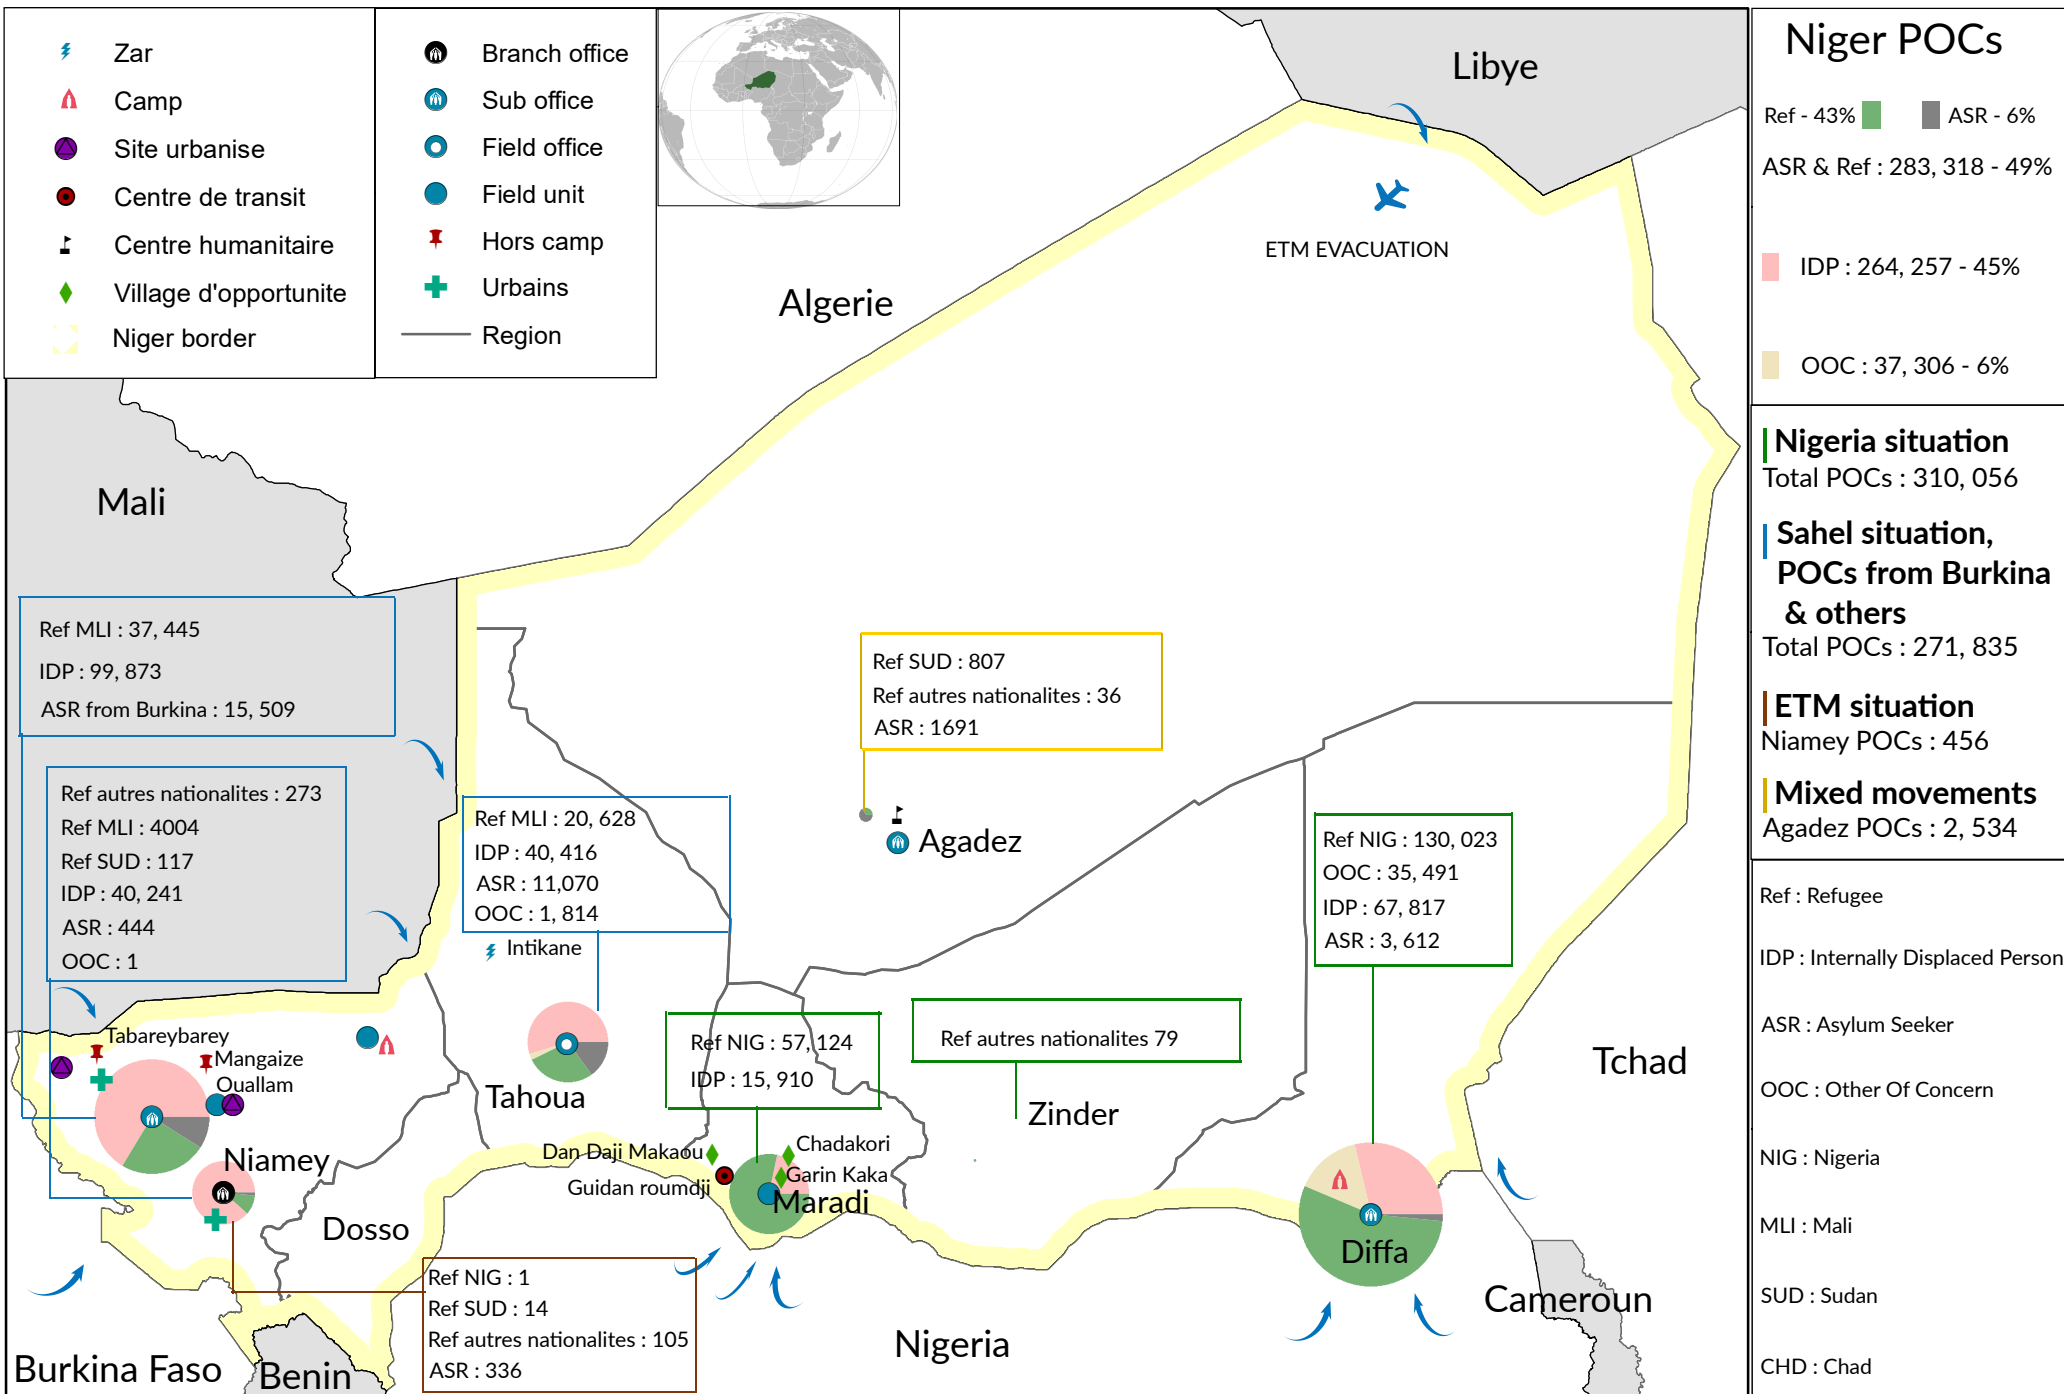 Zar
Camp
Site urbanise
Centre de transit
Centre humanitaire
Village d'opportunite
Niger border
Branch office
Sub office
Field office
Field unit
Hors camp
Urbains
Region
Libye
ETM EVACUATION
Algerie
Mali
Ref MLI : 37, 445
IDP : 99, 873
ASR from Burkina : 15, 509
Ref autres nationalites : 273
Ref MLI : 4004
Ref SUD : 117
IDP : 40, 241
ASR : 444
OOC : 1
Ref MLI : 20, 628
IDP : 40, 416
ASR : 11,070
OOC : 1, 814
Intikane
Ref SUD : 807
Ref autres nationalites : 36
ASR : 1691
Agadez
Ref NIG : 130, 023
OOC : 35, 491
IDP : 67, 817
ASR : 3, 612
Tabareybarey
Mangaize
Ouallam
Tahoua
Ref NIG : 57, 124
IDP : 15, 910
Ref autres nationalites 79
Zinder
Tchad
Niamey
Dan Daji Makaou
Guidan roumdji
Chadakori
Garin Kaka
Maradi
Dosso
Diffa
Ref NIG : 1
Ref SUD : 14
Ref autres nationalites : 105
ASR : 336
Burkina Faso
Benin
Nigeria
Cameroun
Niger POCs
Ref - 43% ASR - 6%
ASR & Ref : 283, 318 - 49%
IDP : 264, 257 - 45%
OOC : 37, 306 - 6%
Nigeria situation
Total POCs : 310, 056
Sahel situation,
POCs from Burkina
& others
Total POCs : 271, 835
ETM situation
Niamey POCs : 456
Mixed movements
Agadez POCs : 2, 534
Ref : Refugee
IDP : Internally Displaced Person
ASR : Asylum Seeker
OOC : Other Of Concern
NIG : Nigeria
MLI : Mali
SUD : Sudan
CHD : Chad